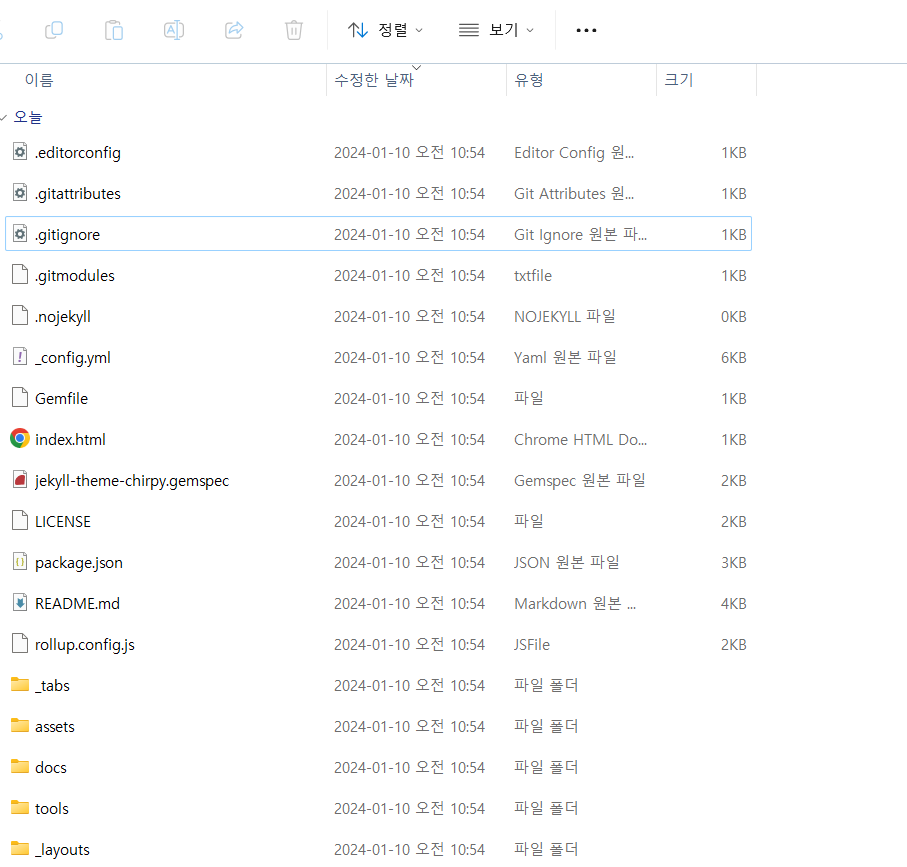 정렬 보기
이름 수정한 날짜 유형 크기
오늘
.editorconfig 2024-01-10 오전 10:54 Editor Config 원... 1KB
.gitattributes 2024-01-10 오전 10:54 Git Attributes 원... 1KB
.gitignore 2024-01-10 오전 10:54 Git Ignore 원본 파... 1KB
.gitmodules 2024-01-10 오전 10:54 txtfile 1KB
.nojekyll 2024-01-10 오전 10:54 NOJEKYLL 파일 0KB
_config.yml 2024-01-10 오전 10:54 Yaml 원본 파일 6KB
Gemfile 2024-01-10 오전 10:54 파일 1KB
index.html 2024-01-10 오전 10:54 Chrome HTML Do... 1KB
jekyll-theme-chirpy.gemspec 2024-01-10 오전 10:54 Gemspec 원본 파일 2KB
LICENSE 2024-01-10 오전 10:54 파일 2KB
package.json 2024-01-10 오전 10:54 JSON 원본 파일 3KB
README.md 2024-01-10 오전 10:54 Markdown 원본 ... 4KB
rollup.config.js 2024-01-10 오전 10:54 JSFile 2KB
_tabs 2024-01-10 오전 10:54 파일 폴더
assets 2024-01-10 오전 10:54 파일 폴더
docs 2024-01-10 오전 10:54 파일 폴더
tools 2024-01-10 오전 10:54 파일 폴더
_layouts 2024-01-10 오전 10:54 파일 폴더